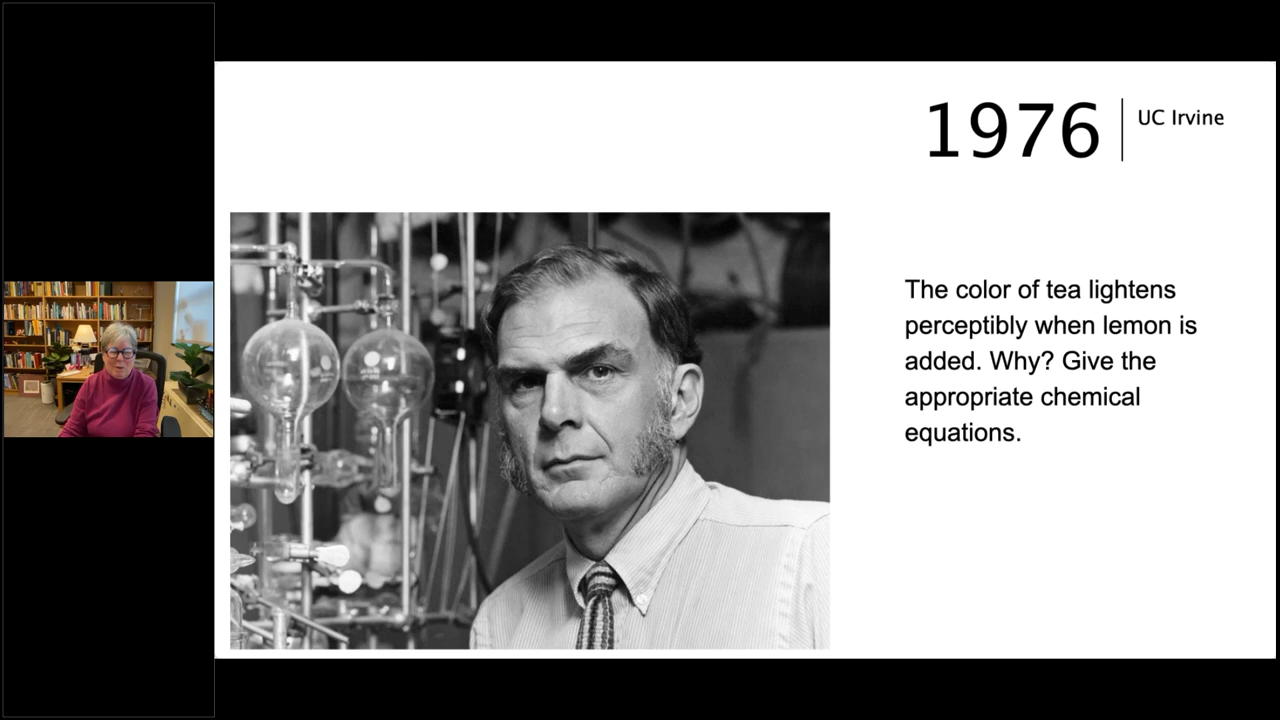 1976
UC Irvine
The color of tea lightens
perceptibly when lemon is
added. Why? Give the
appropriate chemical
equations.